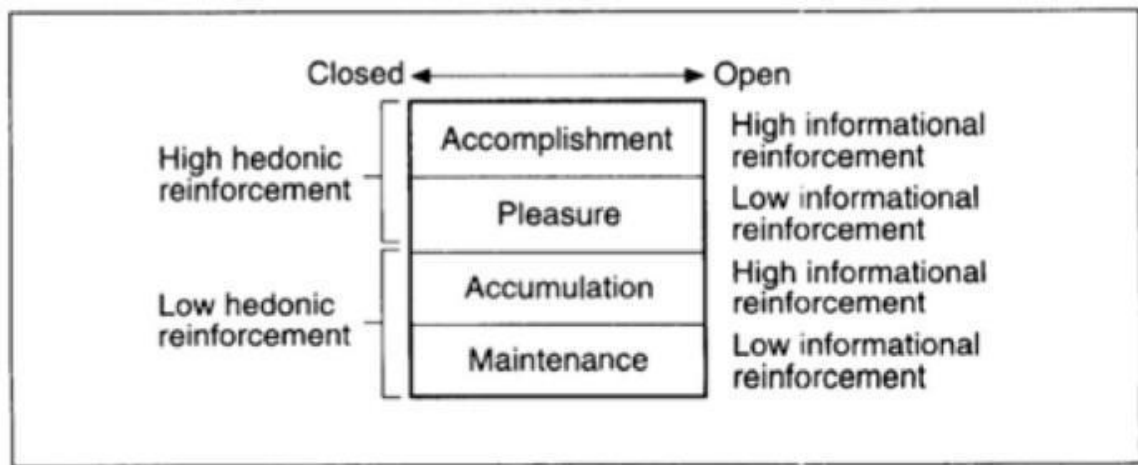 Closed Open
Accomplishment
High informational
reinforcement
High hedonic
reinforcement
Pleasure
Low informational
reinforcement
Accumulation
High informational
reinforcement
Low hedonic
reinforcement
Maintenance
Low informational
reinforcement